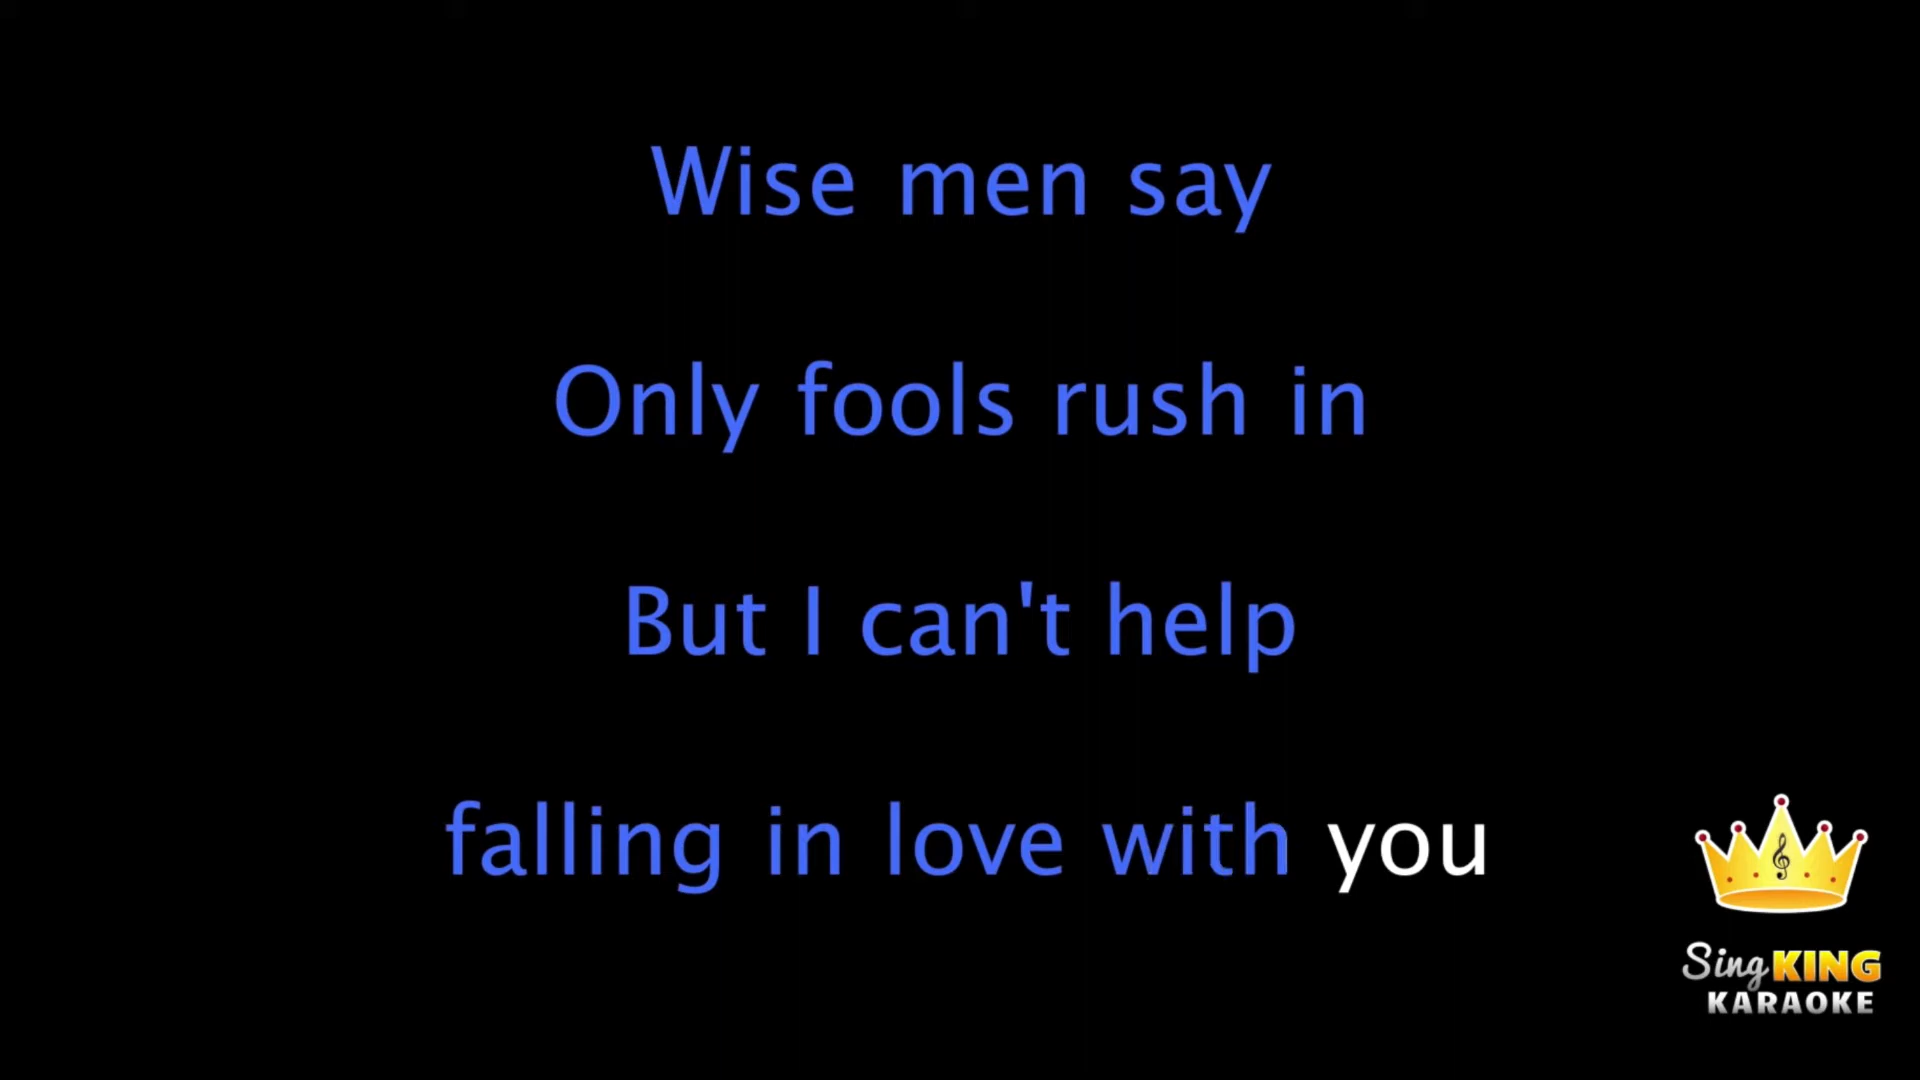 Wise men say
Only fools rush in
But I can't help
falling in love with you
Sing KING
KARAOKE